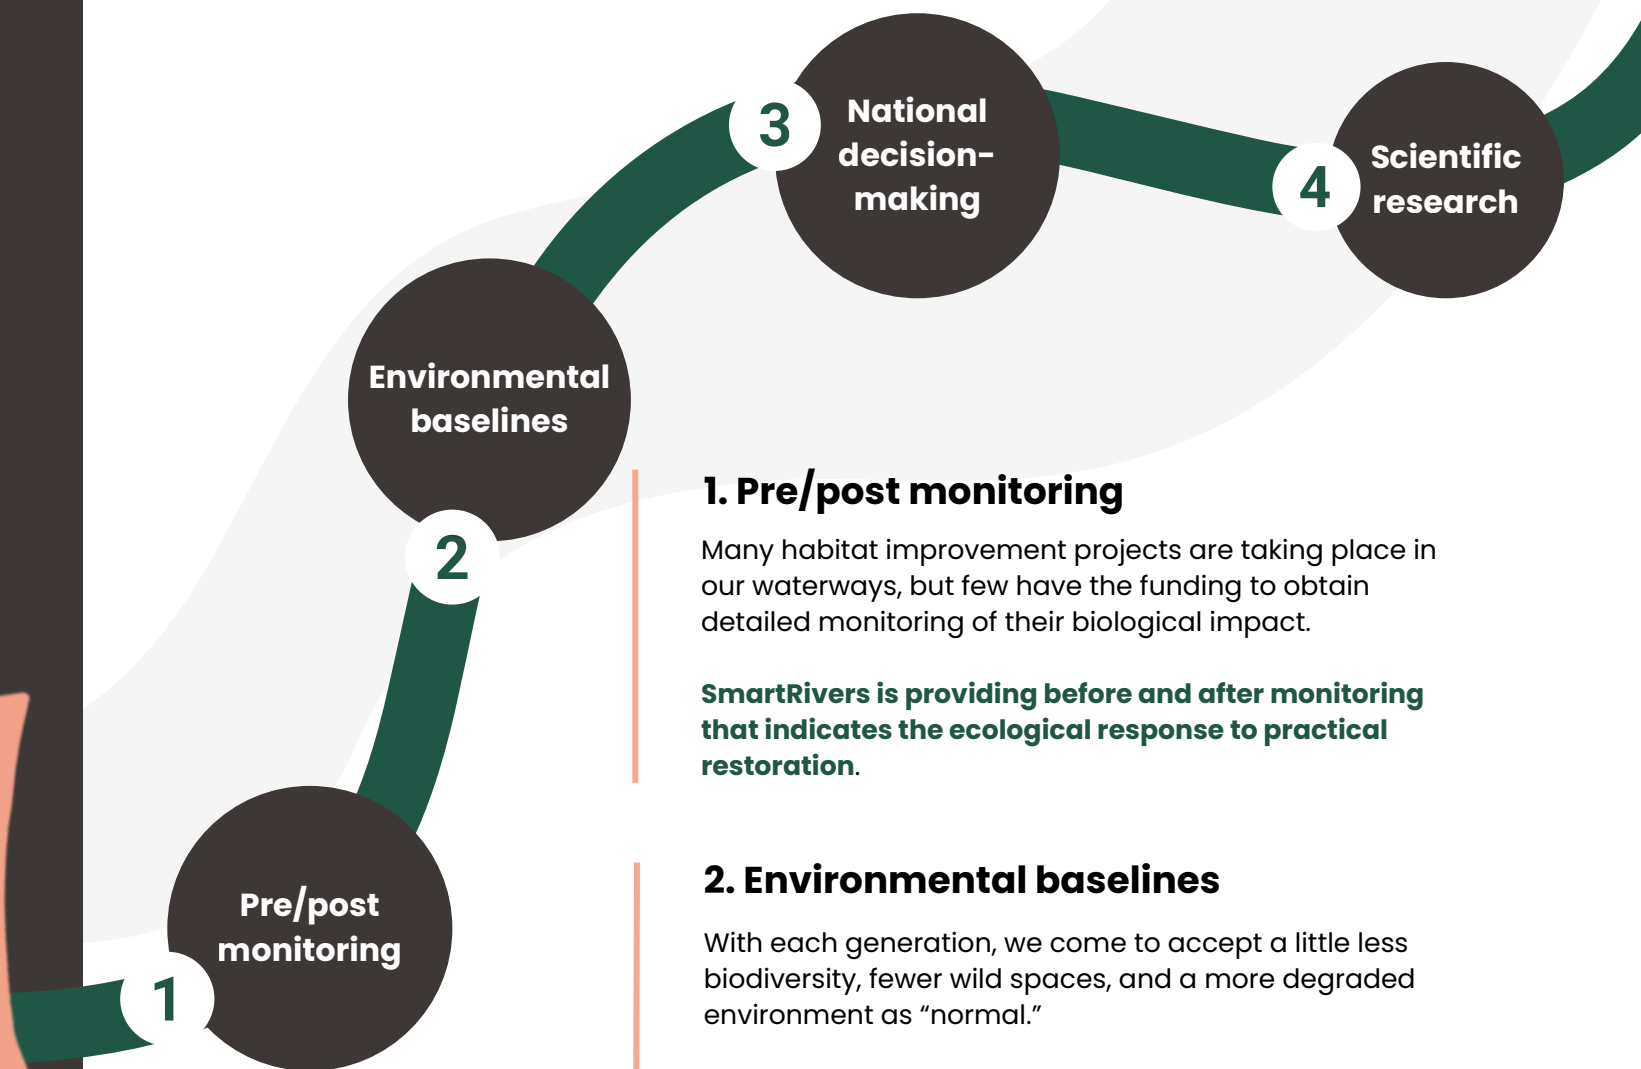 3
National
decision-
making
4
Scientific
research
Environmental
baselines
2
Pre/post
monitoring
1
1. Pre/post monitoring
Many habitat improvement projects are taking place in
our waterways, but few have the funding to obtain
detailed monitoring of their biological impact.
SmartRivers is providing before and after monitoring
that indicates the ecological response to practical
restoration.
2. Environmental baselines
With each generation, we come to accept a little less
biodiversity, fewer wild spaces, and a more degraded
environment as “normal.”